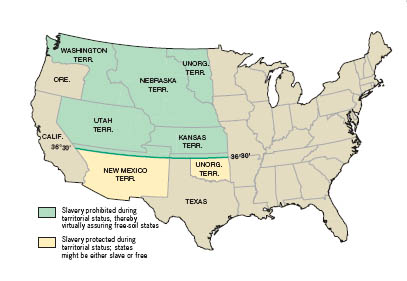 WASHINGTON
TERR.
UNORG.
TERR.
ORE.
NEBRASKA
TERR.
UTAH
TERR.
CALIF.
36°30'
KANSAS
TERR.
36°30'
UNORG.
TERR.
NEW MEXICO
TERR.
TEXAS
Slavery prohibited during
territorial status, thereby
virtually assuring free-soil states
Slavery protected during
territorial status; states
might be either slave or free